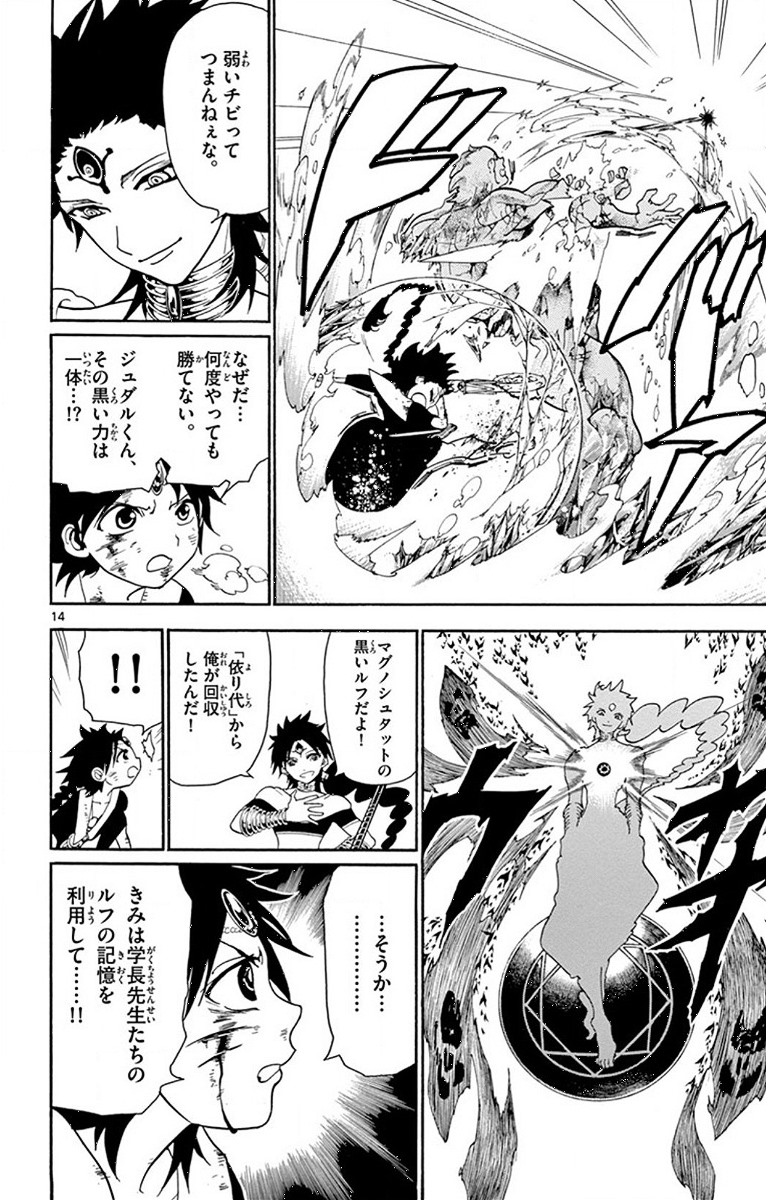 ドドド
弱いチビって
つまんねぇな。
なぜだ…
何度やっても
勝てない。
ジュダルくん、
その黒い力は
一体…!?
14
マグノシュタットの
黒いルフだよ!
「依り代」から
俺が回収
したんだ!
!!
…そうか…
…………
きみは学長先生たちの
ルフの記憶を
利用して……!!